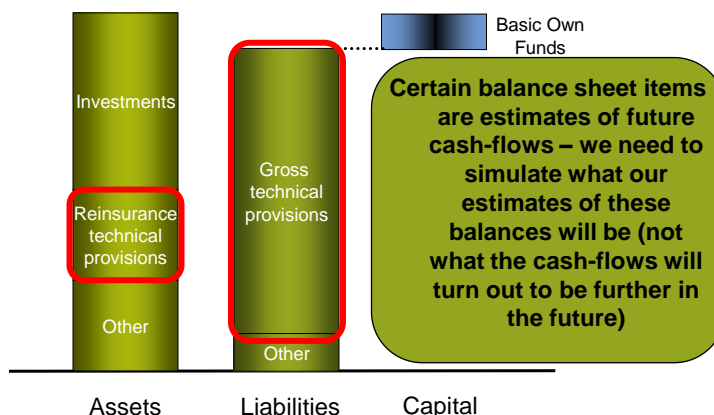 Basic Own
Funds
Investments
Reinsurance
technical
provisions
Other
Gross
technical
provisions
Other
Certain balance sheet items
are estimates of future
cash-flows – we need to
simulate what our
estimates of these
balances will be (not
what the cash-flows will
turn out to be further in
the future)
Assets
Liabilities
Capital